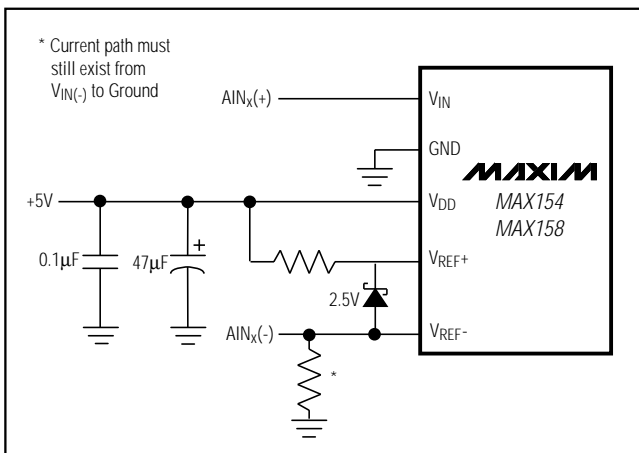 * Current path must
still exist from
VIN(-) to Ground
AINx(+)
VIN
GND
MAXIM
MAX154
MAX158
+5V
VDD
0.1μF
47μF
+
VREF+
2.5V
AINx(-)
VREF-
*